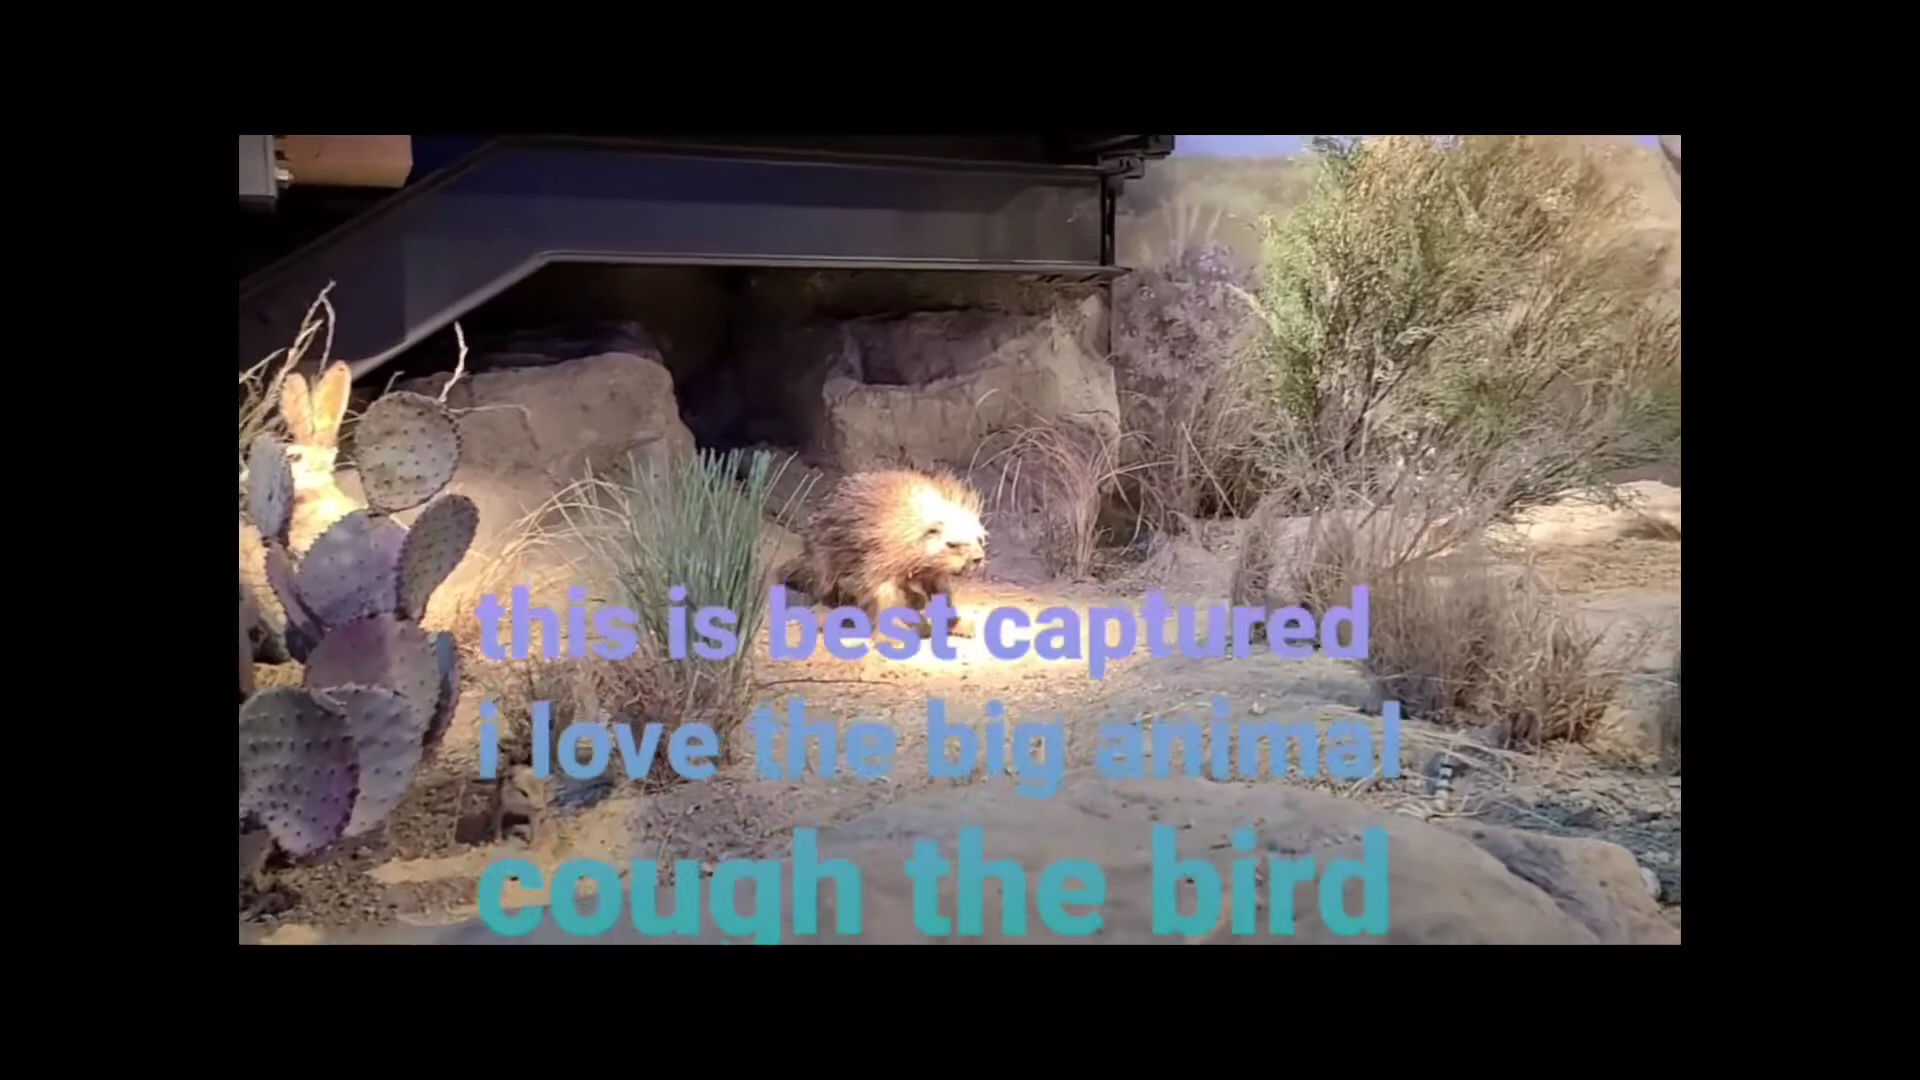 this is best captured
i love the big animal
cough the bird